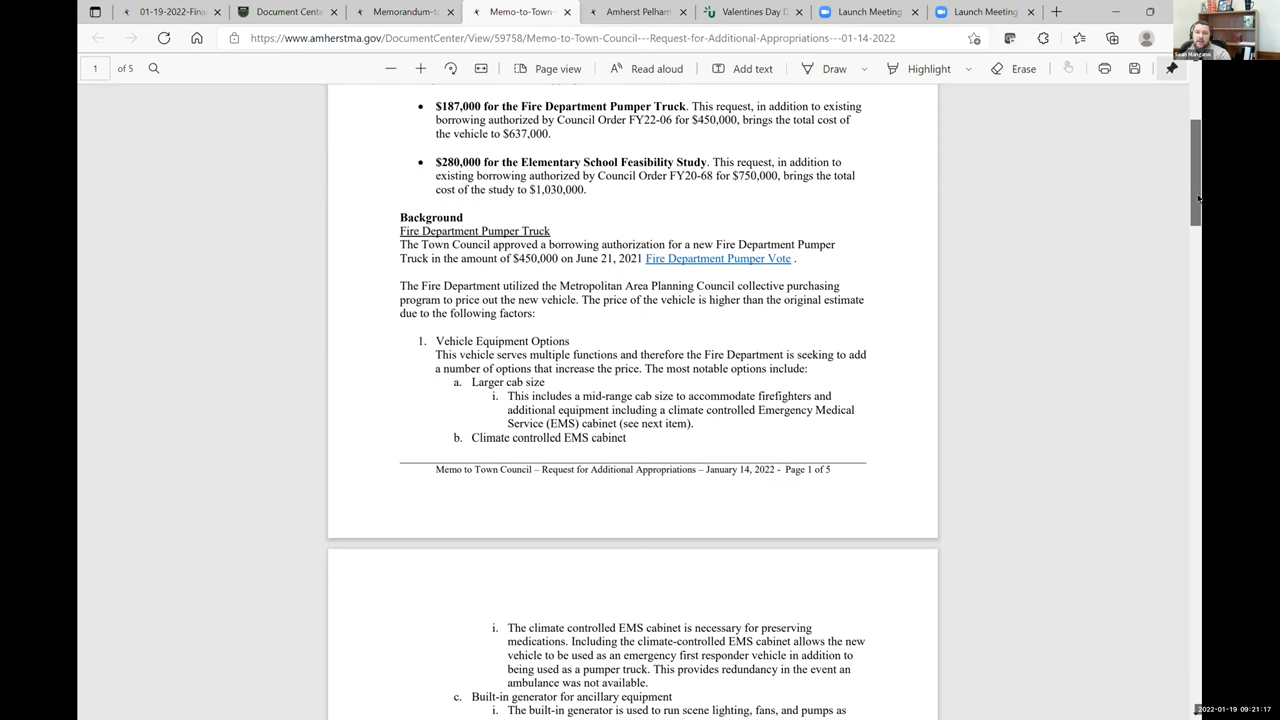 01-19-2022-Fina
Document Cente
Memorandum-to
Memo-to-Town-
Amherst Pelham
Valentines Day D
Launch Meeting
Launch Meeting
https://www.amherstma.gov/DocumentCenter/View/59758/Memo-to-Town-Council---Request-for-Additional-Appropriations---01-14-2022
1 of 5
Page view
Read aloud
Add text
Draw
Highlight
Erase
Sean Mangano
• $187,000 for the Fire Department Pumper Truck. This request, in addition to existing
borrowing authorized by Council Order FY22-06 for $450,000, brings the total cost of
the vehicle to $637,000.
• $280,000 for the Elementary School Feasibility Study. This request, in addition to
existing borrowing authorized by Council Order FY20-68 for $750,000, brings the total
cost of the study to $1,030,000.
Background
Fire Department Pumper Truck
The Town Council approved a borrowing authorization for a new Fire Department Pumper
Truck in the amount of $450,000 on June 21, 2021 Fire Department Pumper Vote .
The Fire Department utilized the Metropolitan Area Planning Council collective purchasing
program to price out the new vehicle. The price of the vehicle is higher than the original estimate
due to the following factors:
1. Vehicle Equipment Options
This vehicle serves multiple functions and therefore the Fire Department is seeking to add
a number of options that increase the price. The most notable options include:
a. Larger cab size
i. This includes a mid-range cab size to accommodate firefighters and
additional equipment including a climate controlled Emergency Medical
Service (EMS) cabinet (see next item).
b. Climate controlled EMS cabinet
Memo to Town Council – Request for Additional Appropriations – January 14, 2022 - Page 1 of 5
i. The climate controlled EMS cabinet is necessary for preserving
medications. Including the climate-controlled EMS cabinet allows the new
vehicle to be used as an emergency first responder vehicle in addition to
being used as a pumper truck. This provides redundancy in the event an
ambulance was not available.
c. Built-in generator for ancillary equipment
i. The built-in generator is used to run scene lighting, fans, and pumps as
2022-01-19 09:21:17